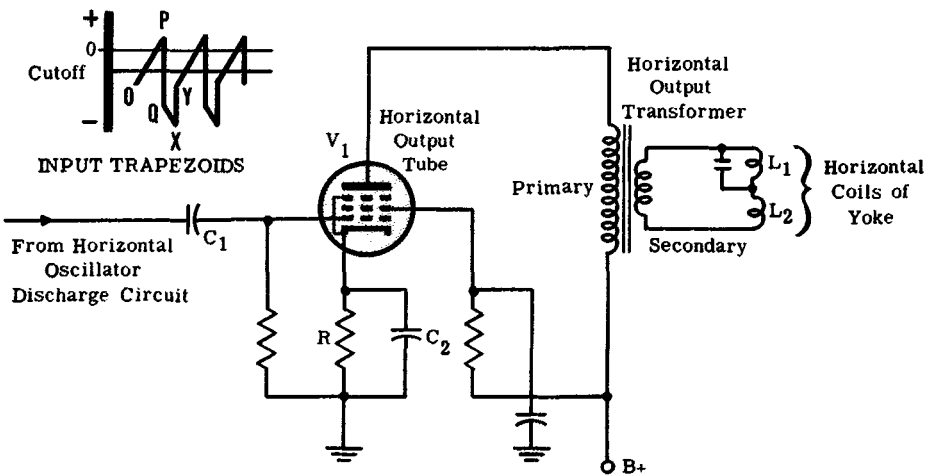 +
P
0
Cutoff
O
Y
Q
-
X
INPUT TRAPEZOIDS
V1
Horizontal
Output
Tube
Horizontal
Output
Transformer
Primary
Secondary
L1
L2
Horizontal
Coils of
Yoke
C1
From Horizontal
Oscillator
Discharge Circuit
R
C2
B+